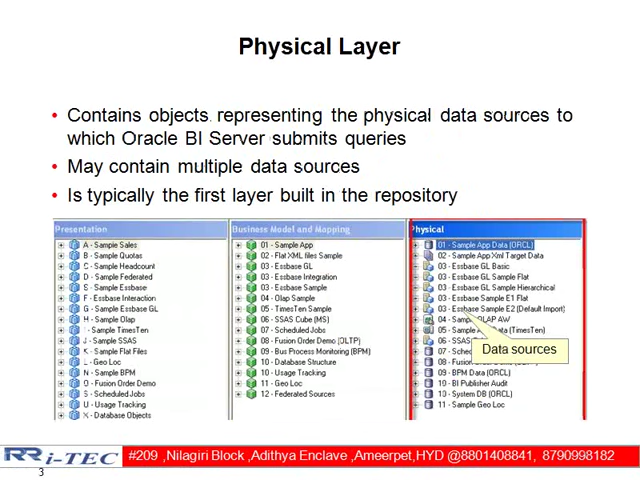 Physical Layer
• Contains objects representing the physical data sources to
which Oracle BI Server submits queries
• May contain multiple data sources
• Is typically the first layer built in the repository
Presentation
A - Sample Sales
B - Sample Quotas
C - Sample Headcount
D - Sample Federated
E - Sample Essbase
F - Essbase Interaction
G - Sample Essbase GL
- Sample TimesTen
J - Sample SSAS
K - Sample Flat Files
L - Geo Loc
N - Sample BPM
O - Fusion Order Demo
S - Scheduled Jobs
U - Usage Tracking
X - Database Objects
Business Model and Mapping
01 - Sample App
02 - Flat XML files Sample
03 - Essbase GL
03 - Essbase Integration
03 - Essbase Sample
04 - Olap Sample
05 - TimesTen Sample
06 - SSAS Cube (MS)
07 - Scheduled Jobs
08 - Fusion Order Demo (OLTP)
09 - Bus Process Monitoring (BPM)
10 - Database Structure
10 - Usage Tracking
11 - Geo Loc
12 - Federated Sources
Physical
01 - Sample App Data (ORCL)
02 - Sample App Xml Target Data
03 - Essbase GL Basic
03 - Essbase GL Sample Flat
03 - Essbase GL Sample Hierarchical
03 - Essbase Sample E1 Flat
03 - Essbase Sample E2 (Default Import)
04 - Sam LAP AW
05 - Sample A Data (TimesTen)
06 - SSAS
07 - Sche
08 - Fusion
09 - BPM Data (ORCL)
10 - BI Publisher Audit
10 - System DB (ORCL)
11 - Sample Geo Loc
Data sources
RR i-TEC
#209 ,Nilagiri Block ,Adithya Enclave ,Ameerpet,HYD @8801408841, 8790998182
3